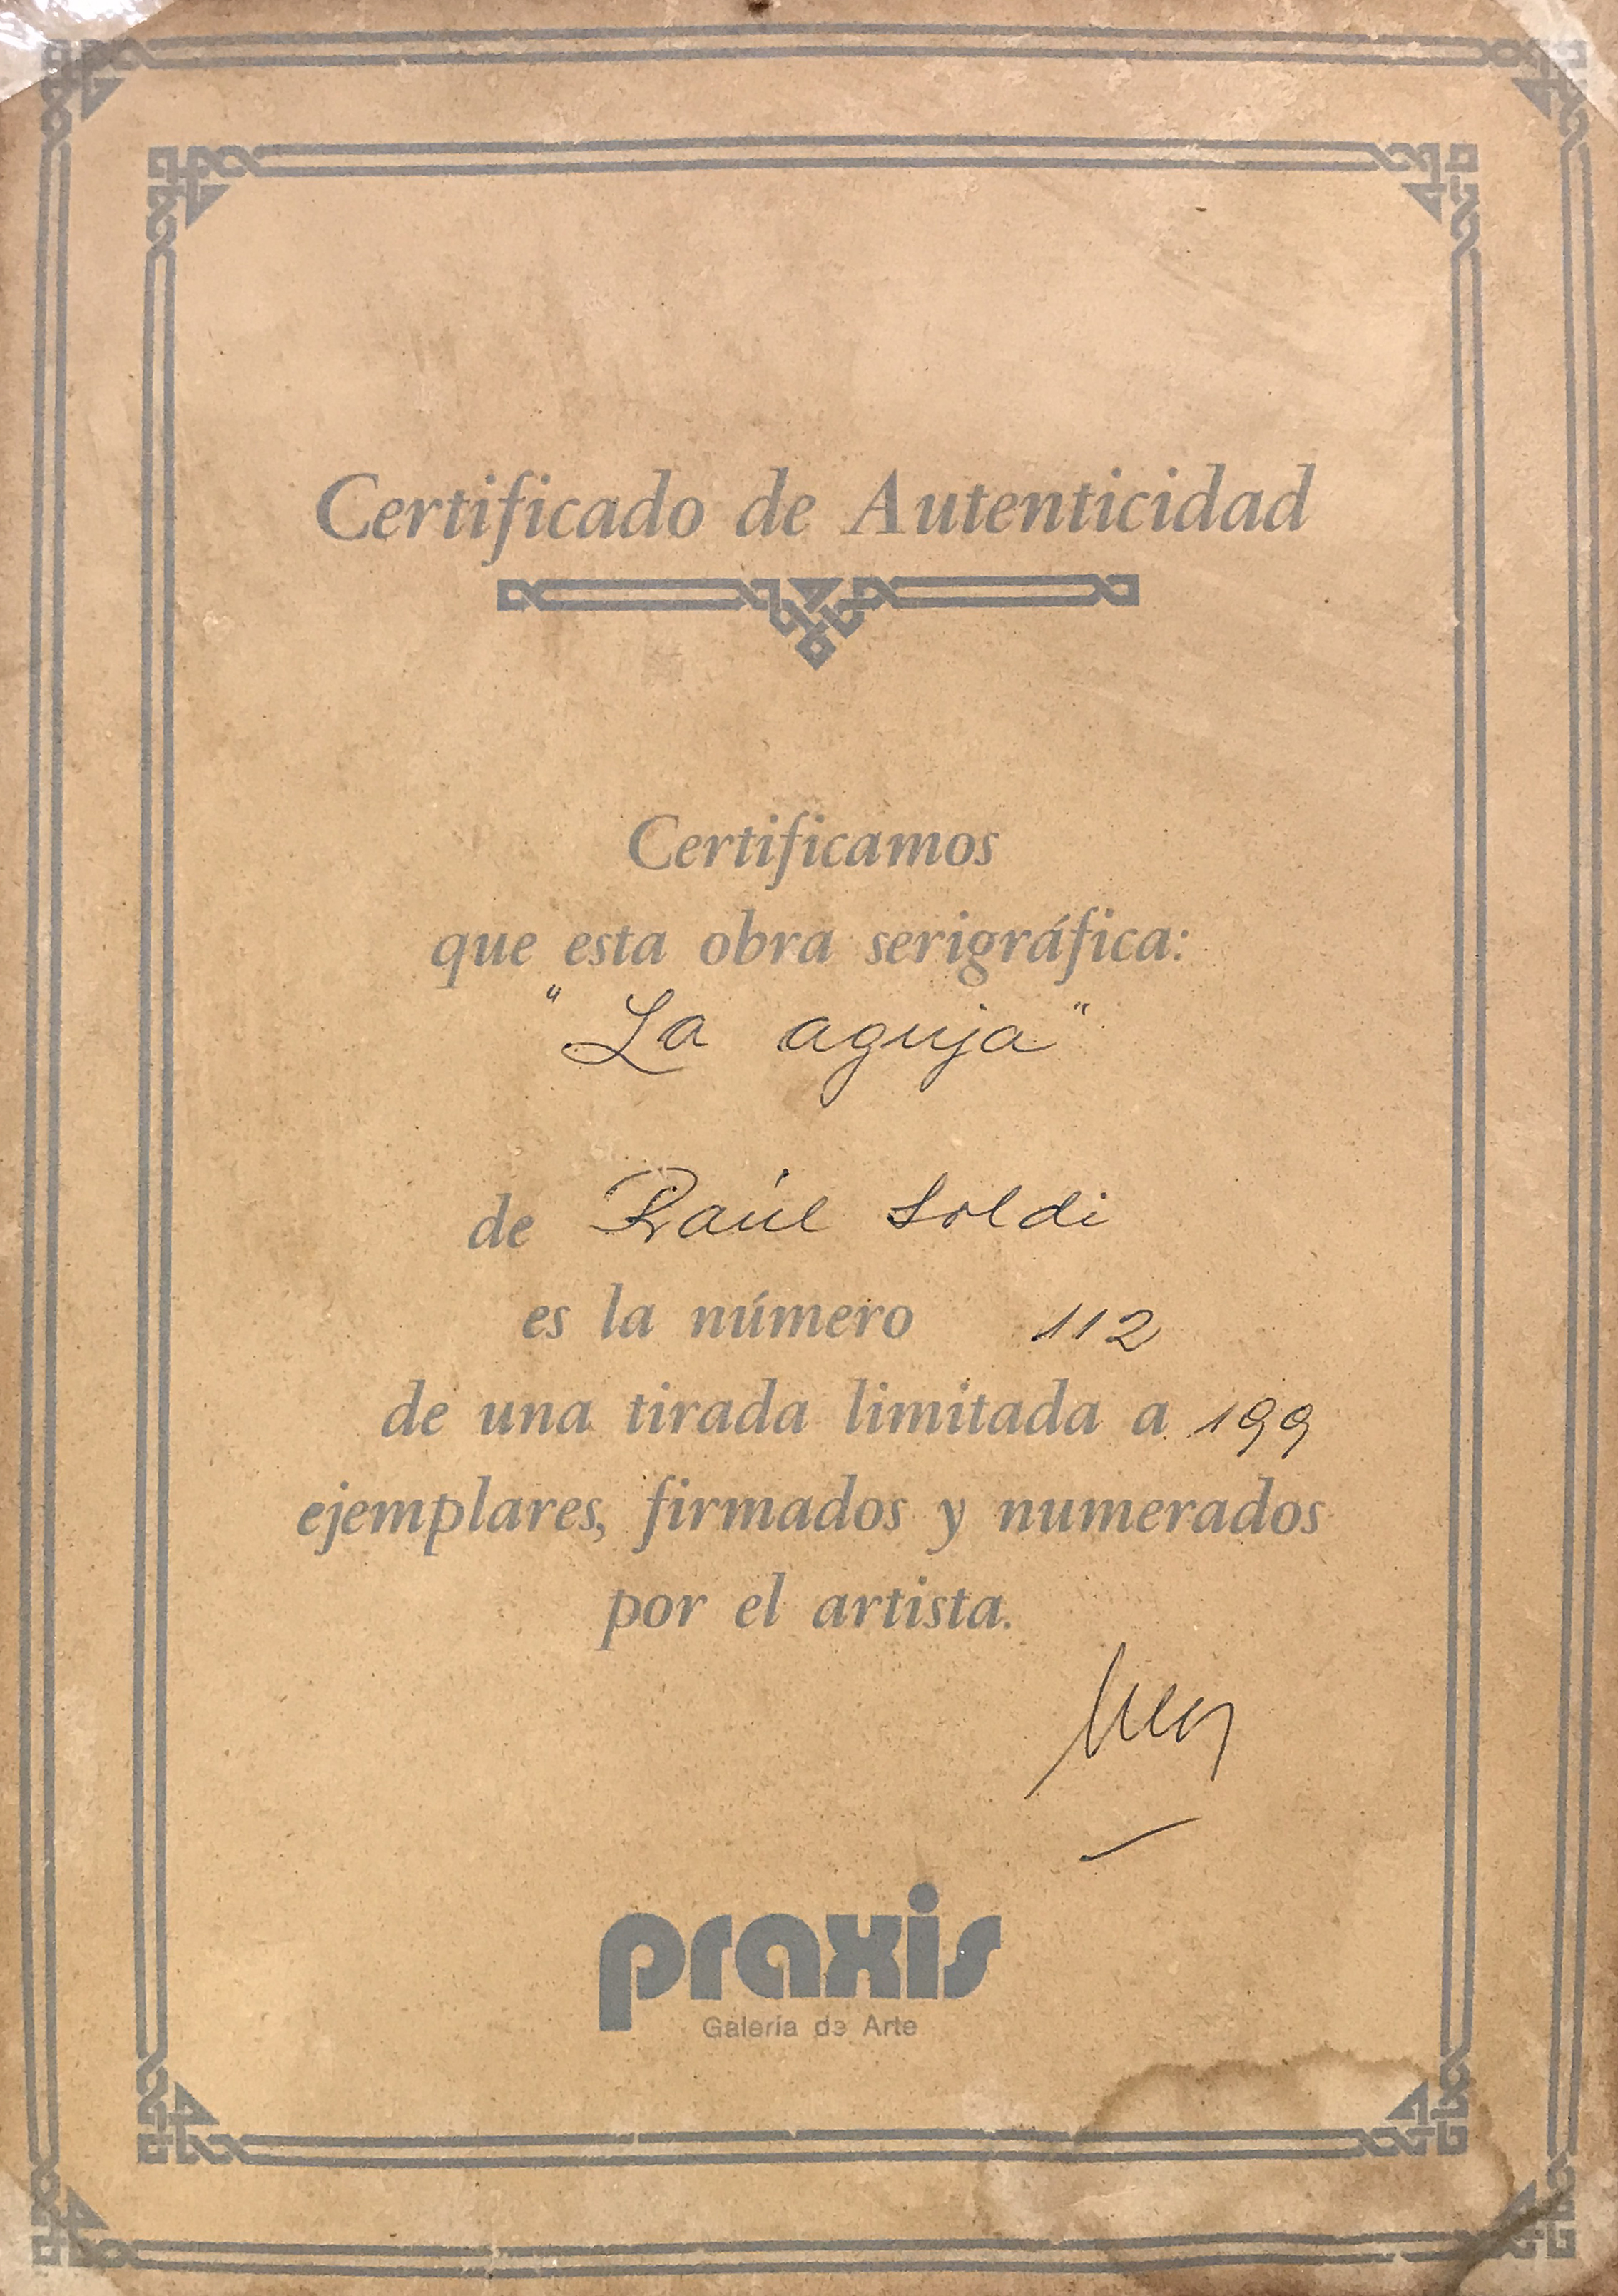 Certificado de Autenticidad
Certificamos
que esta obra serigráfica:
"La aguja"
de Raúl Soldi
es la número 112
de una tirada limitada a 199
ejemplares, firmados y numerados
por el artista.
praxis
Galería de Arte